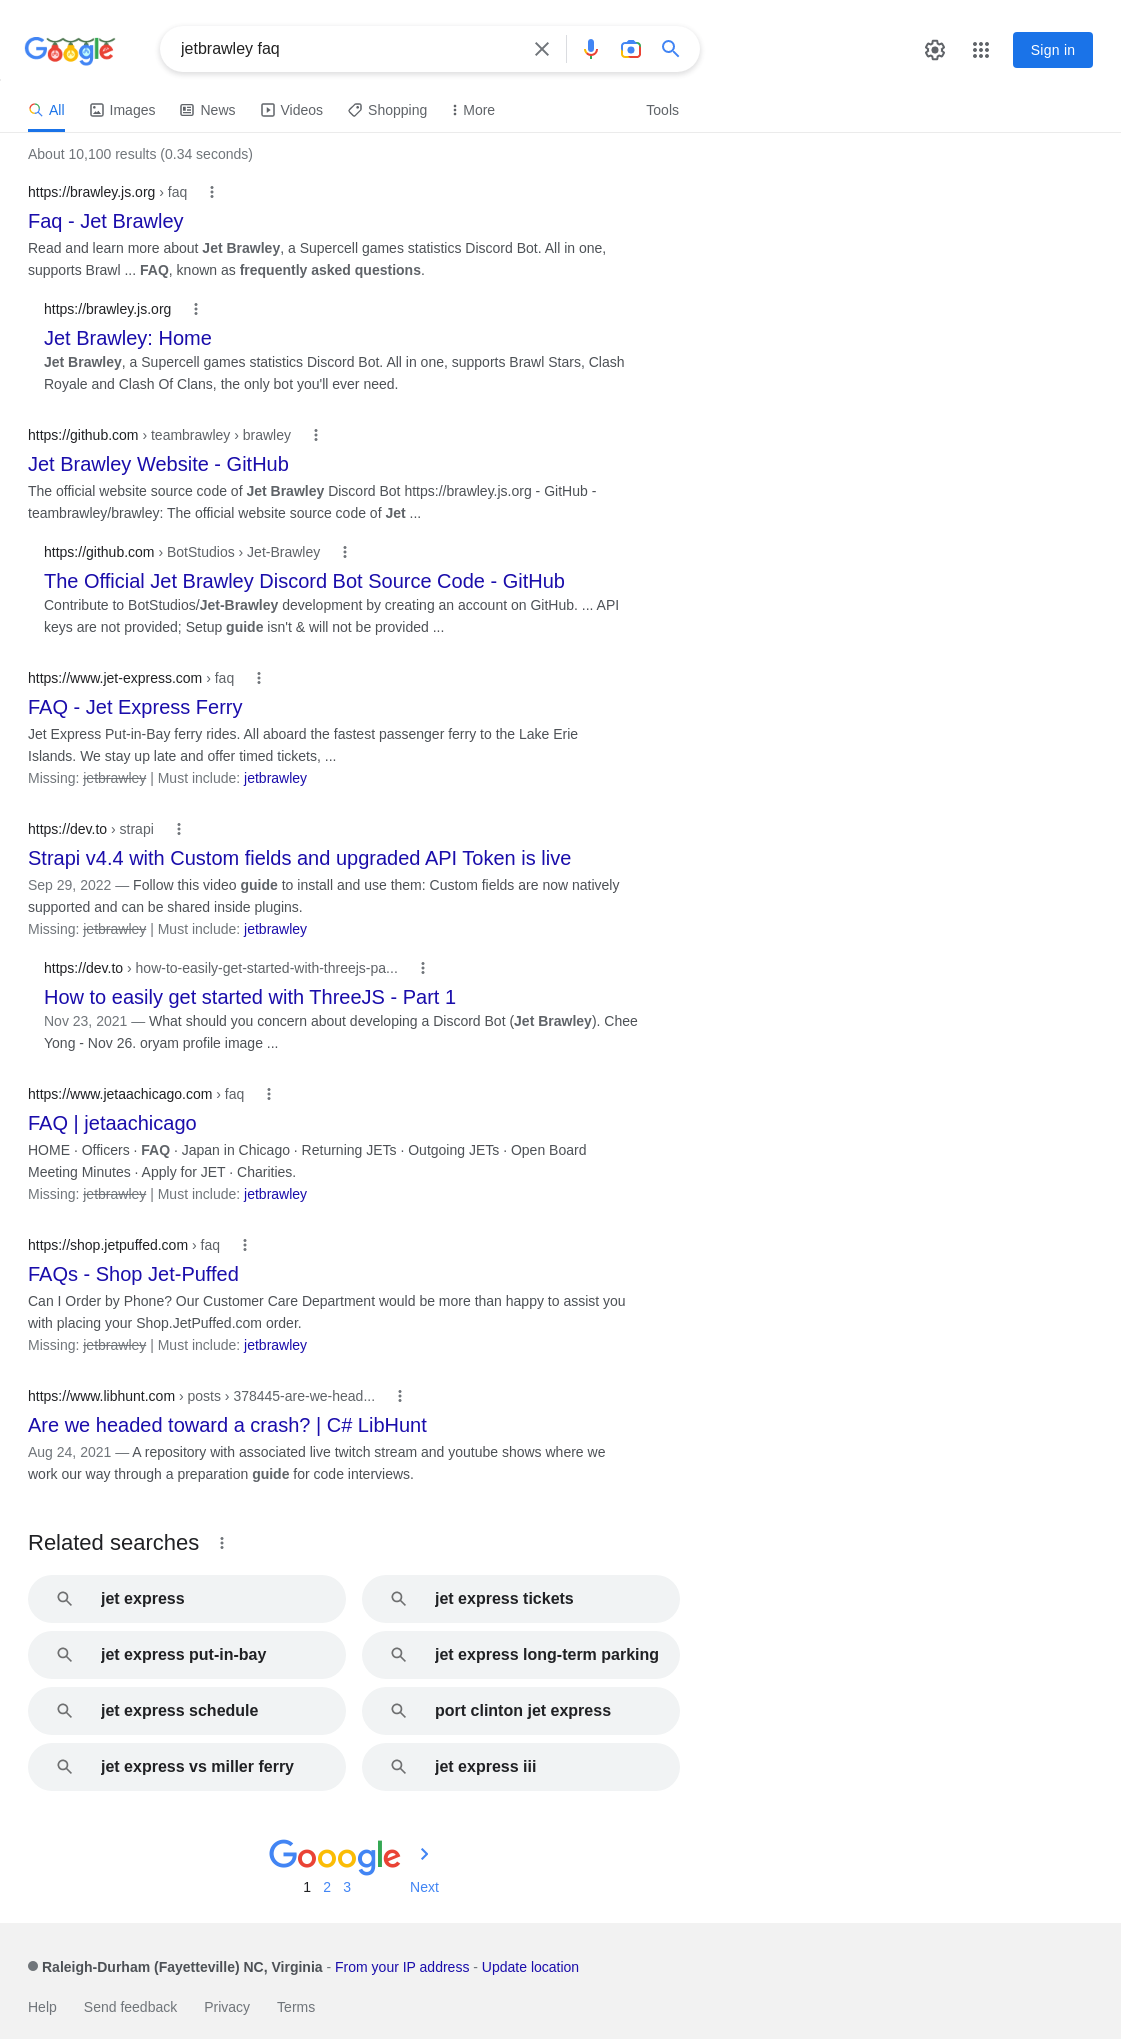 Google
jetbrawley faq
Sign in
All
Images
News
Videos
Shopping
More
Tools
About 10,100 results (0.34 seconds)
https://brawley.js.org › faq
Faq - Jet Brawley
Read and learn more about Jet Brawley, a Supercell games statistics Discord Bot. All in one,
supports Brawl ... FAQ, known as frequently asked questions.
https://brawley.js.org
Jet Brawley: Home
Jet Brawley, a Supercell games statistics Discord Bot. All in one, supports Brawl Stars, Clash
Royale and Clash Of Clans, the only bot you'll ever need.
https://github.com › teambrawley › brawley
Jet Brawley Website - GitHub
The official website source code of Jet Brawley Discord Bot https://brawley.js.org - GitHub -
teambrawley/brawley: The official website source code of Jet ...
https://github.com › BotStudios › Jet-Brawley
The Official Jet Brawley Discord Bot Source Code - GitHub
Contribute to BotStudios/Jet-Brawley development by creating an account on GitHub. ... API
keys are not provided; Setup guide isn't & will not be provided ...
https://www.jet-express.com › faq
FAQ - Jet Express Ferry
Jet Express Put-in-Bay ferry rides. All aboard the fastest passenger ferry to the Lake Erie
Islands. We stay up late and offer timed tickets, ...
Missing: jetbrawley | Must include: jetbrawley
https://dev.to › strapi
Strapi v4.4 with Custom fields and upgraded API Token is live
Sep 29, 2022 — Follow this video guide to install and use them: Custom fields are now natively
supported and can be shared inside plugins.
Missing: jetbrawley | Must include: jetbrawley
https://dev.to › how-to-easily-get-started-with-threejs-pa...
How to easily get started with ThreeJS - Part 1
Nov 23, 2021 — What should you concern about developing a Discord Bot (Jet Brawley). Chee
Yong - Nov 26. oryam profile image ...
https://www.jetaachicago.com › faq
FAQ | jetaachicago
HOME · Officers · FAQ · Japan in Chicago · Returning JETs · Outgoing JETs · Open Board
Meeting Minutes · Apply for JET · Charities.
Missing: jetbrawley | Must include: jetbrawley
https://shop.jetpuffed.com › faq
FAQs - Shop Jet-Puffed
Can I Order by Phone? Our Customer Care Department would be more than happy to assist you
with placing your Shop.JetPuffed.com order.
Missing: jetbrawley | Must include: jetbrawley
https://www.libhunt.com › posts › 378445-are-we-head...
Are we headed toward a crash? | C# LibHunt
Aug 24, 2021 — A repository with associated live twitch stream and youtube shows where we
work our way through a preparation guide for code interviews.
Related searches
jet express
jet express tickets
jet express put-in-bay
jet express long-term parking
jet express schedule
port clinton jet express
jet express vs miller ferry
jet express iii
Gooogle
1 2 3 Next
Raleigh-Durham (Fayetteville) NC, Virginia - From your IP address - Update location
Help Send feedback Privacy Terms